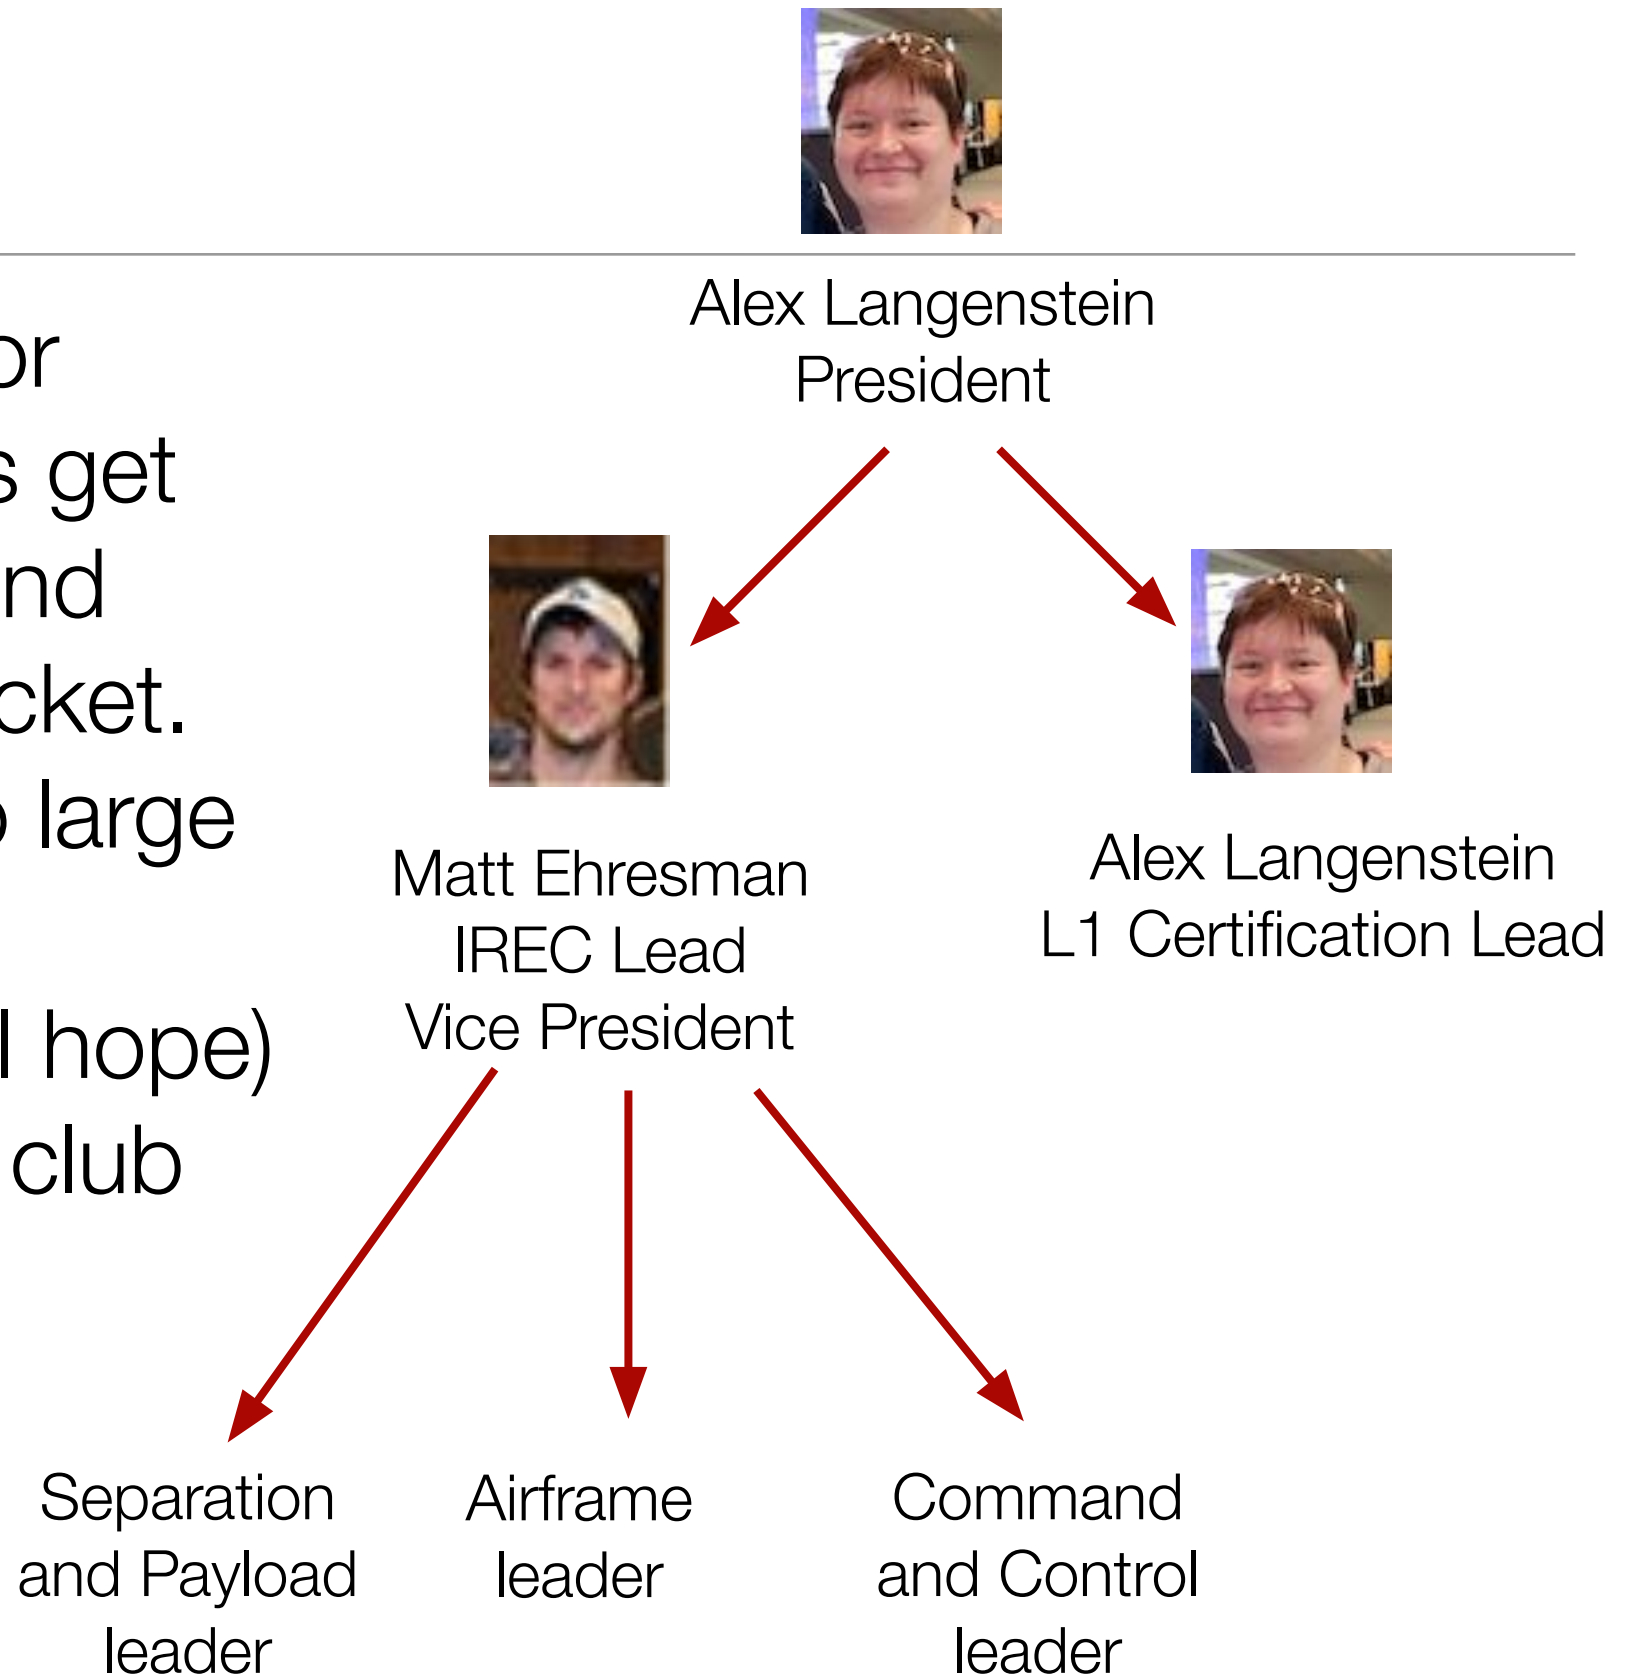 Alex Langenstein
President
or
s get
nd
cket.
o large
I hope)
club
Matt Ehresman
IREC Lead
Vice President
Alex Langenstein
L1 Certification Lead
Separation
and Payload
leader
Airframe
leader
Command
and Control
leader